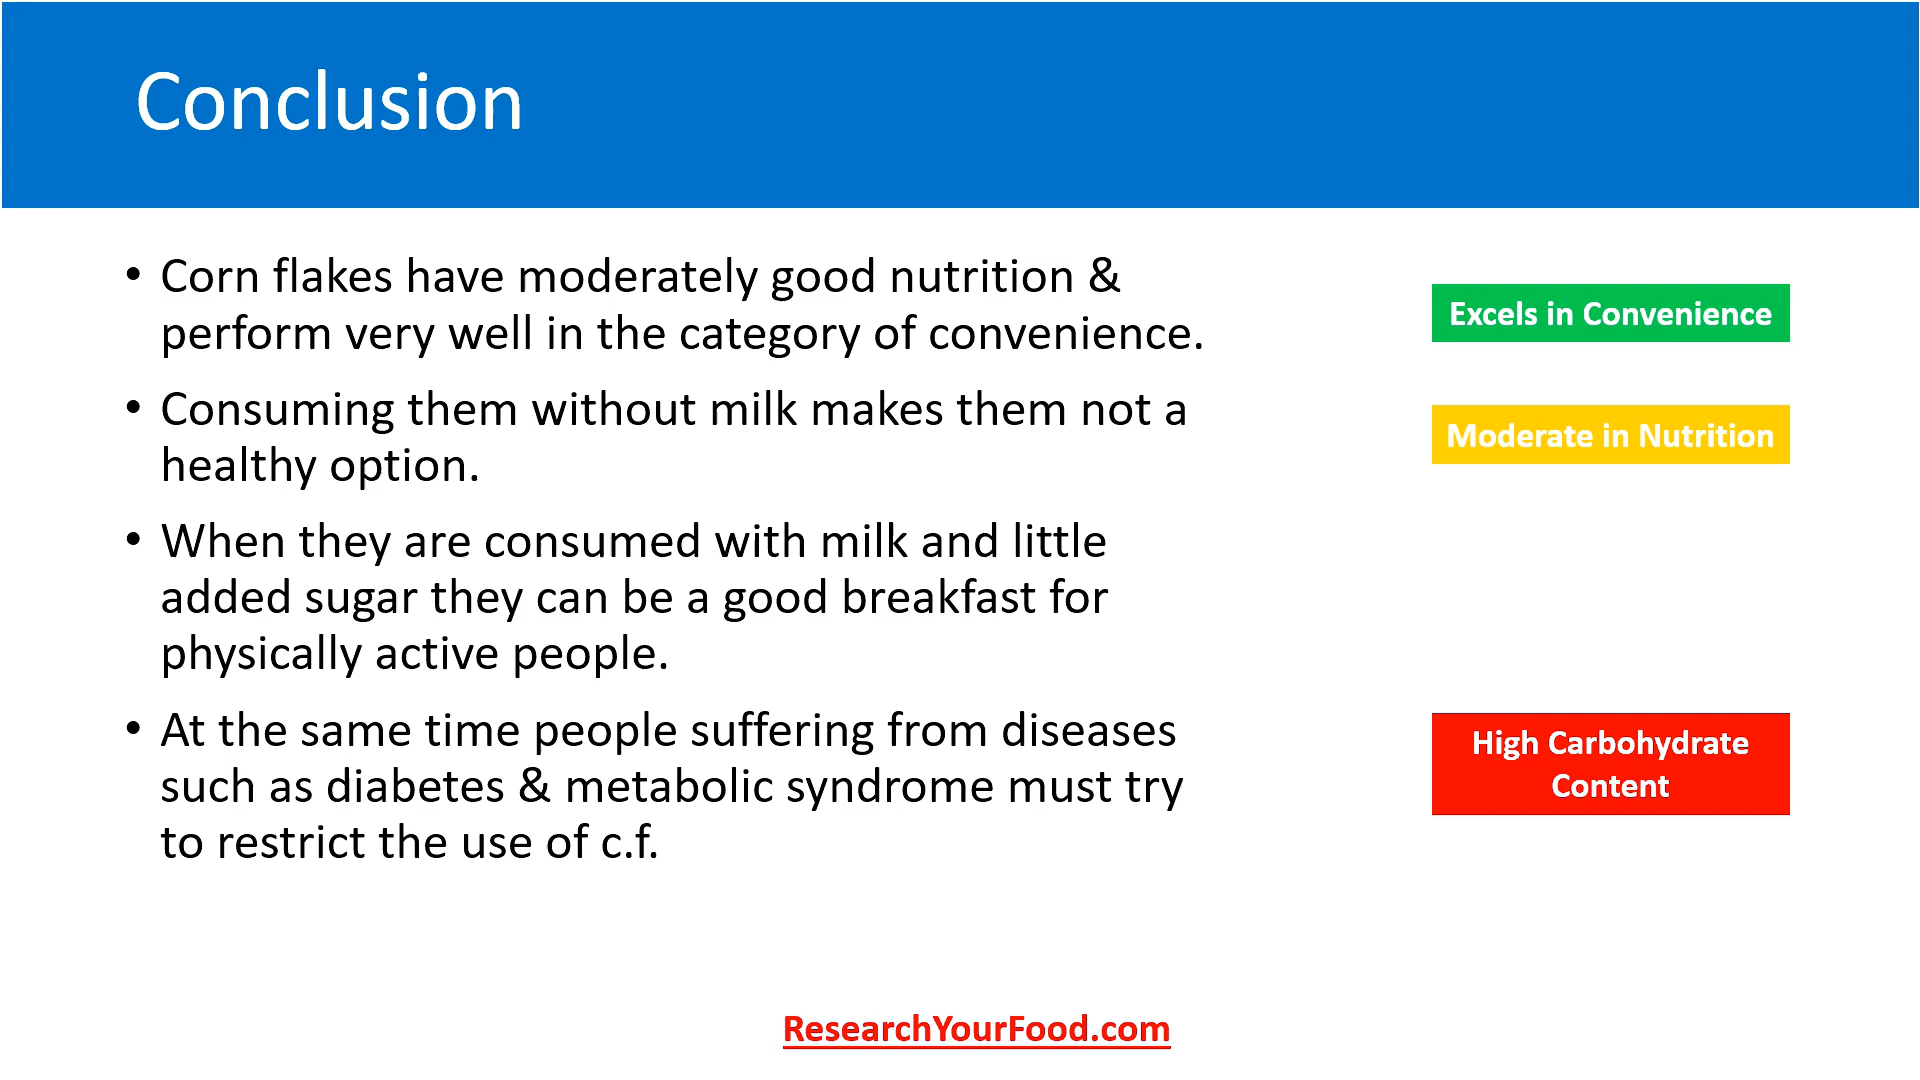 Conclusion
• Corn flakes have moderately good nutrition &
perform very well in the category of convenience.
Excels in Convenience
• Consuming them without milk makes them not a
healthy option.
Moderate in Nutrition
• When they are consumed with milk and little
added sugar they can be a good breakfast for
physically active people.
• At the same time people suffering from diseases
such as diabetes & metabolic syndrome must try
to restrict the use of c.f.
High Carbohydrate
Content
ResearchYourFood.com